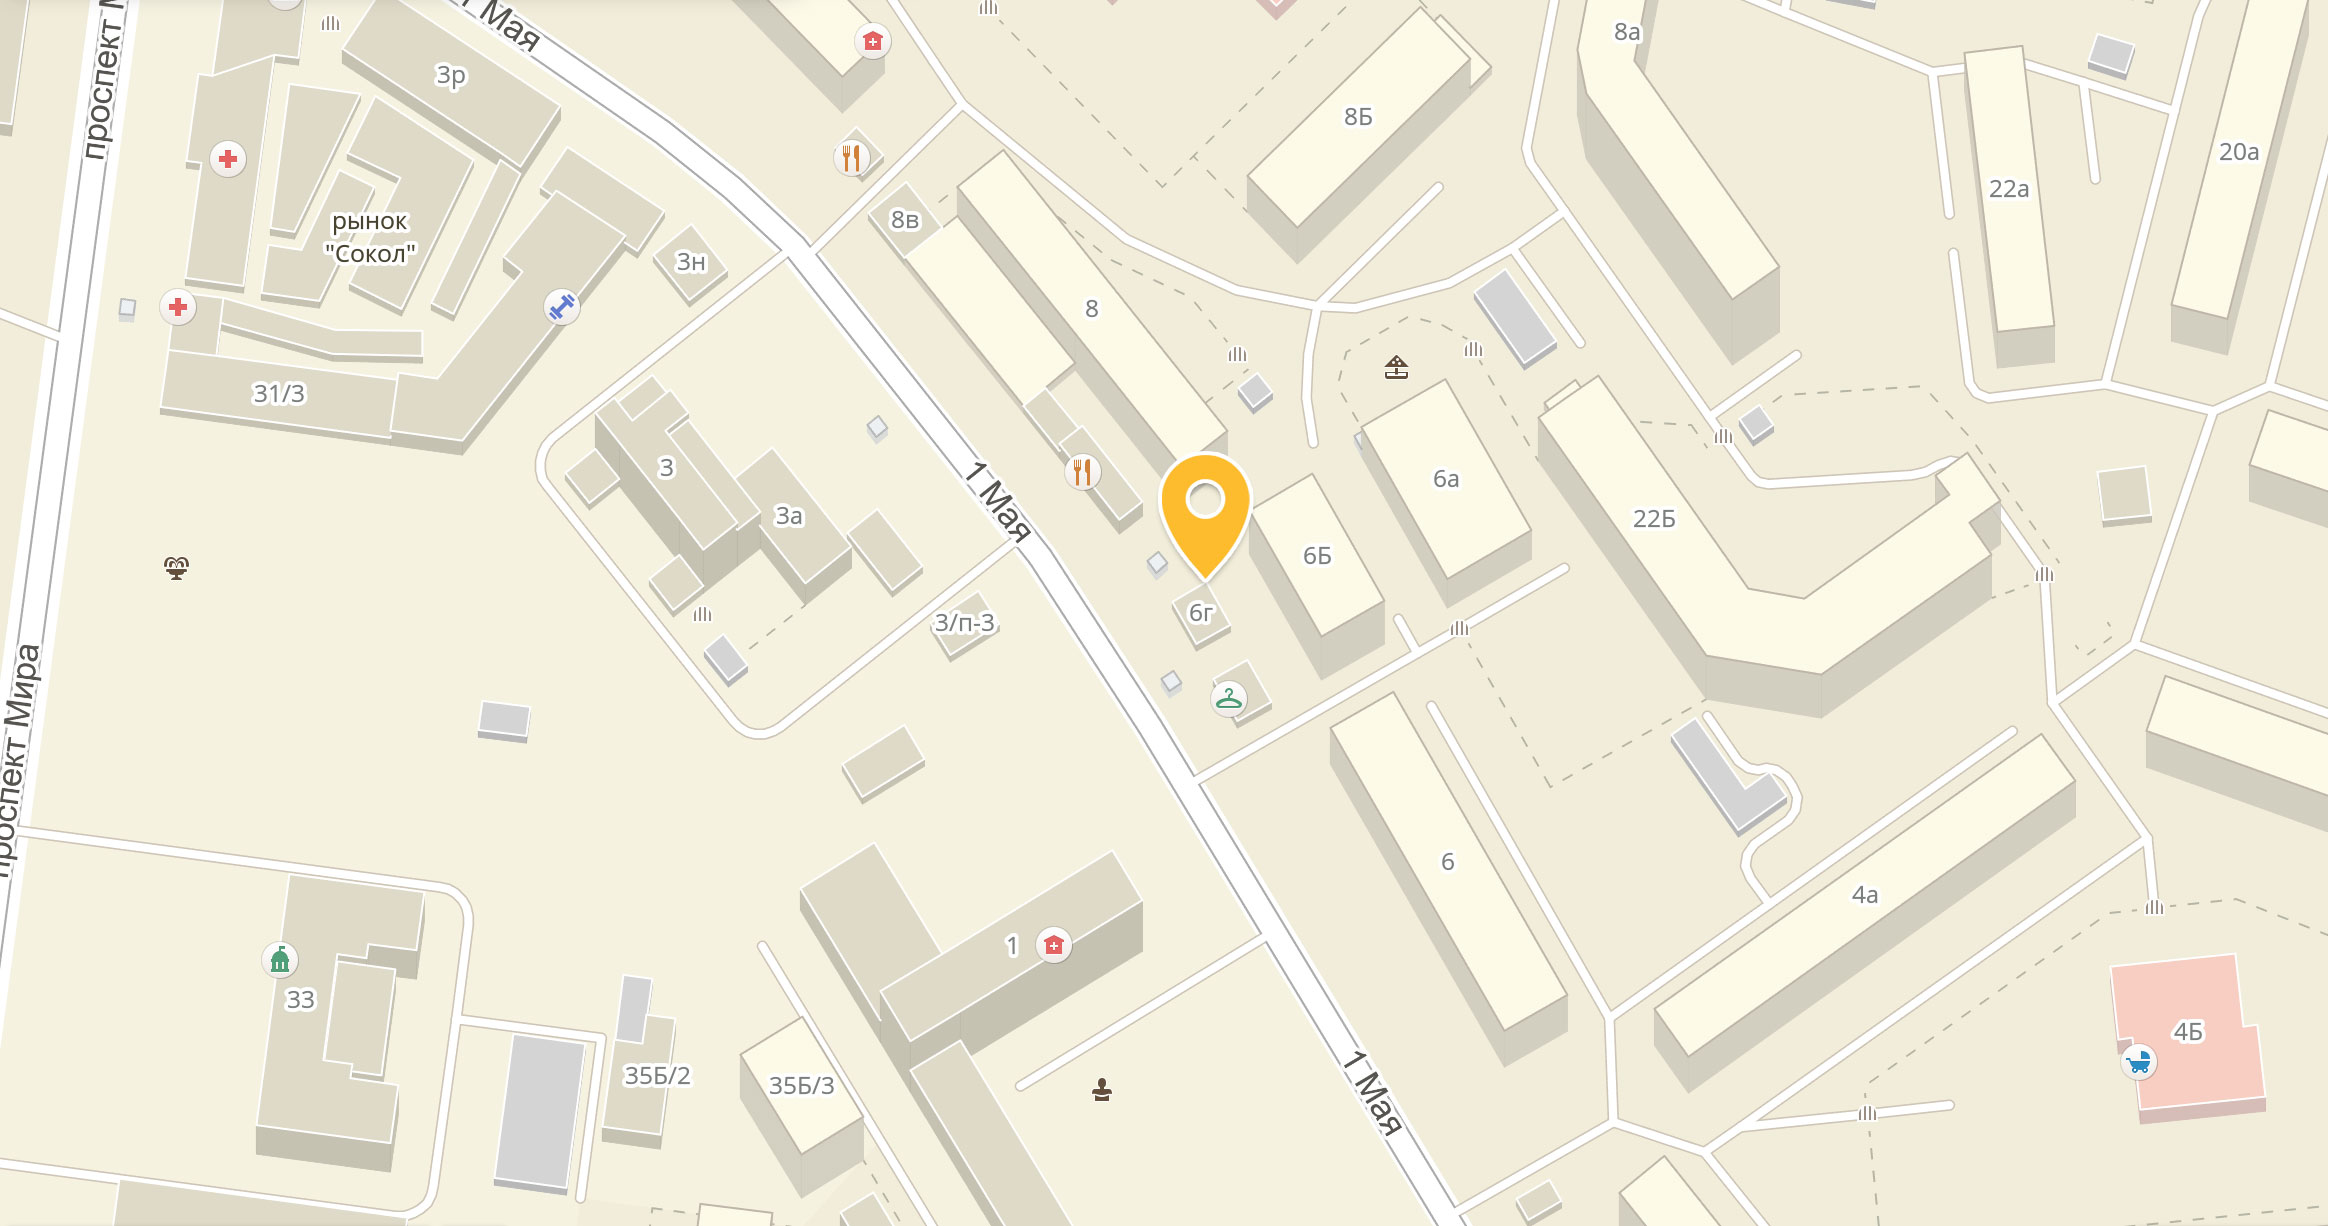 проспект М
1 Мая
3р
8а
8Б
20а
22а
рынок
"Сокол"
8в
3н
8
31/3
3
3а
1 Мая
6а
22Б
6Б
6г
3/п-3
проспект Мира
6
4а
1
33
35Б/2
35Б/3
1 Мая
4Б